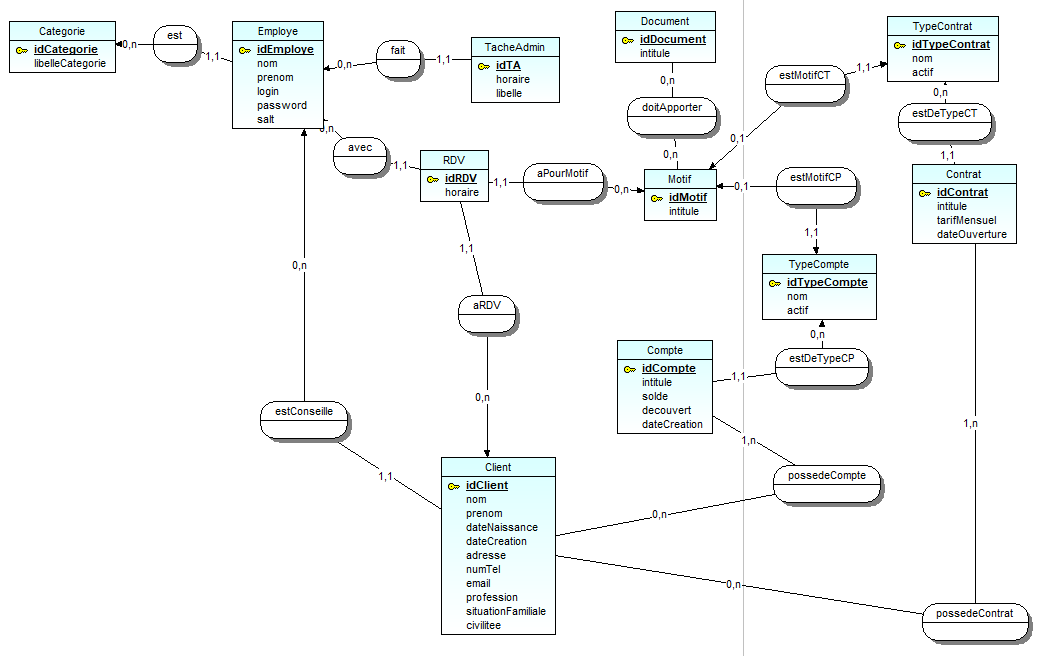 Categorie
idCategorie
libelleCategorie
0,n
est
1,1
Employe
idEmploye
nom
prenom
login
password
salt
0,n
fait
1,1
TacheAdmin
idTA
horaire
libelle
Document
idDocument
intitule
0,n
doitApporter
0,n
TypeContrat
idTypeContrat
nom
actif
estMotifCT
1,1
0,1
0,n
estDeTypeCT
1,1
0,n
avec
1,1
RDV
idRDV
horaire
1,1
aPourMotif
0,n
Motif
idMotif
intitule
0,1
estMotifCP
1,1
Contrat
idContrat
intitule
tarifMensuel
dateOuverture
0,n
1,1
aRDV
0,n
TypeCompte
idTypeCompte
nom
actif
0,n
estDeTypeCP
1,1
Compte
idCompte
intitule
solde
decouvert
dateCreation
1,n
possedeCompte
0,n
estConseille
1,1
Client
idClient
nom
prenom
dateNaissance
dateCreation
adresse
numTel
email
profession
situationFamiliale
civilitee
1,n
0,n
possedeContrat